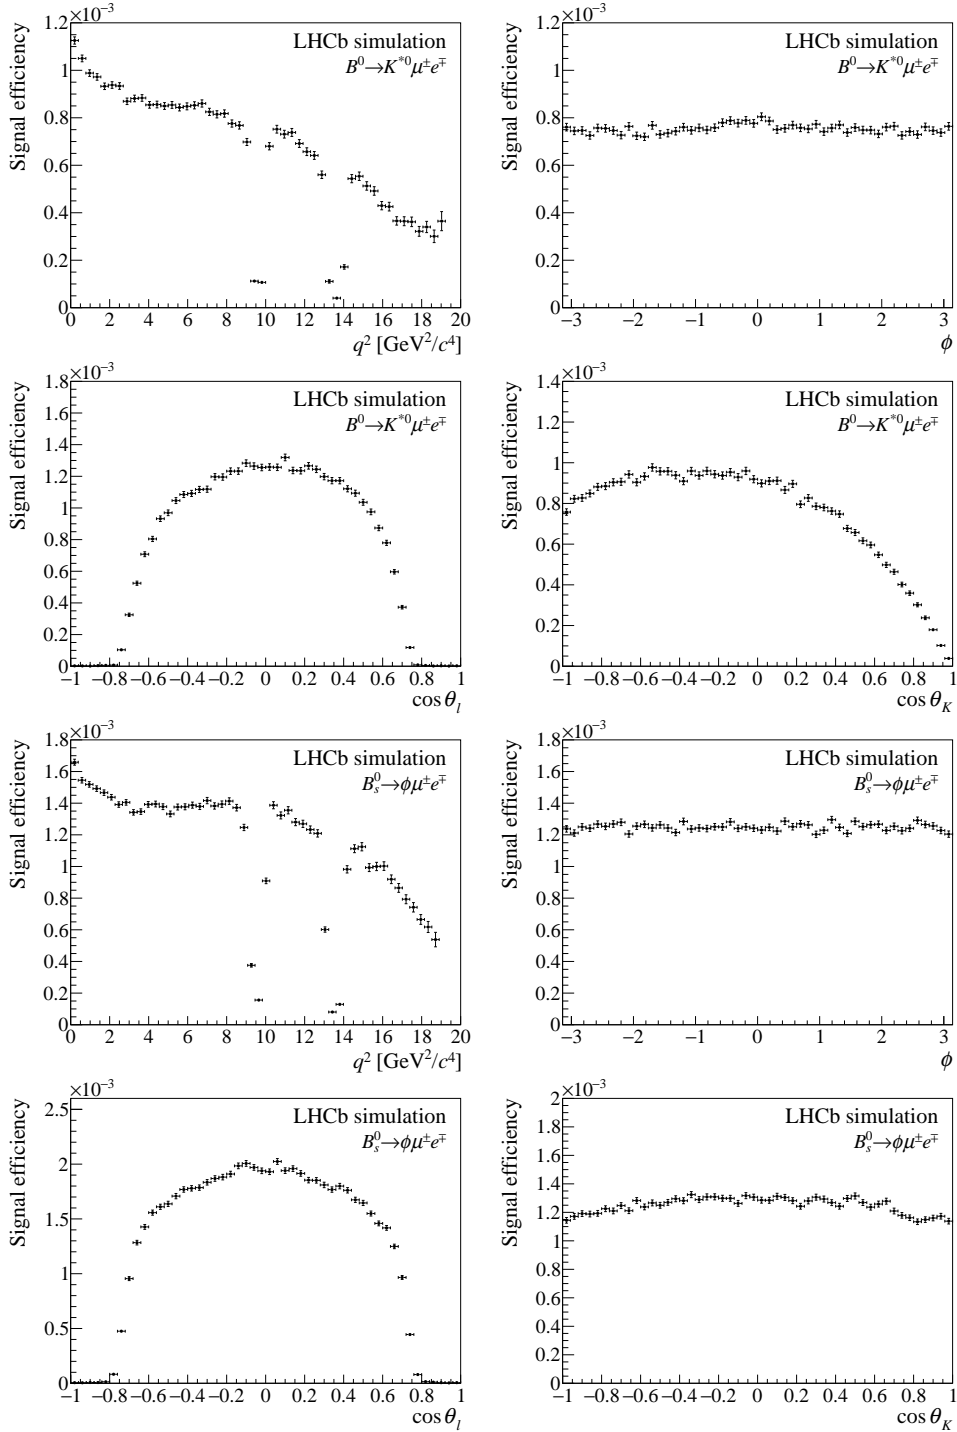 ×10⁻³
Signal efficiency
LHCb simulation
B⁰→K*⁰μ±e∓
1.2
1
0.8
0.6
0.4
0.2
0
0 2 4 6 8 10 12 14 16 18 20
q² [GeV²/c⁴]
×10⁻³
Signal efficiency
LHCb simulation
B⁰→K*⁰μ±e∓
1.2
1
0.8
0.6
0.4
0.2
0
−3 −2 −1 0 1 2 3
ϕ
×10⁻³
Signal efficiency
LHCb simulation
B⁰→K*⁰μ±e∓
1.8
1.6
1.4
1.2
1
0.8
0.6
0.4
0.2
0
−1 −0.8 −0.6 −0.4 −0.2 0 0.2 0.4 0.6 0.8 1
cos θ_l
×10⁻³
Signal efficiency
LHCb simulation
B⁰→K*⁰μ±e∓
1.4
1.2
1
0.8
0.6
0.4
0.2
0
−1 −0.8 −0.6 −0.4 −0.2 0 0.2 0.4 0.6 0.8 1
cos θ_K
×10⁻³
Signal efficiency
LHCb simulation
B_s⁰→ϕμ±e∓
1.8
1.6
1.4
1.2
1
0.8
0.6
0.4
0.2
0
0 2 4 6 8 10 12 14 16 18 20
q² [GeV²/c⁴]
×10⁻³
Signal efficiency
LHCb simulation
B_s⁰→ϕμ±e∓
1.8
1.6
1.4
1.2
1
0.8
0.6
0.4
0.2
0
−3 −2 −1 0 1 2 3
ϕ
×10⁻³
Signal efficiency
LHCb simulation
B_s⁰→ϕμ±e∓
2.5
2
1.5
1
0.5
0
−1 −0.8 −0.6 −0.4 −0.2 0 0.2 0.4 0.6 0.8 1
cos θ_l
×10⁻³
Signal efficiency
LHCb simulation
B_s⁰→ϕμ±e∓
2
1.8
1.6
1.4
1.2
1
0.8
0.6
0.4
0.2
0
−1 −0.8 −0.6 −0.4 −0.2 0 0.2 0.4 0.6 0.8 1
cos θ_K